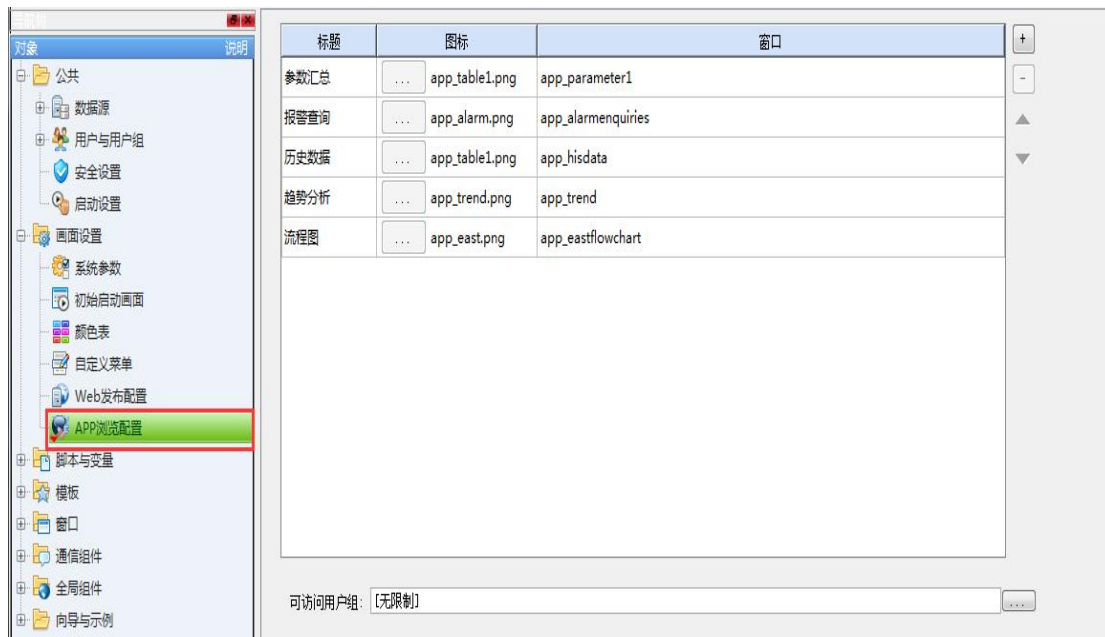 对象 说明
公共
数据源
用户与用户组
安全设置
启动设置
画面设置
系统参数
初始启动画面
颜色表
自定义菜单
Web发布配置
APP浏览配置
脚本与变量
模板
窗口
通信组件
全局组件
向导与示例
标题 图标 窗口
参数汇总 ... app_table1.png app_parameter1
报警查询 ... app_alarm.png app_alarmenquiries
历史数据 ... app_table1.png app_hisdata
趋势分析 ... app_trend.png app_trend
流程图 ... app_east.png app_eastflowchart
+
-
可访问用户组: [无限制] ...